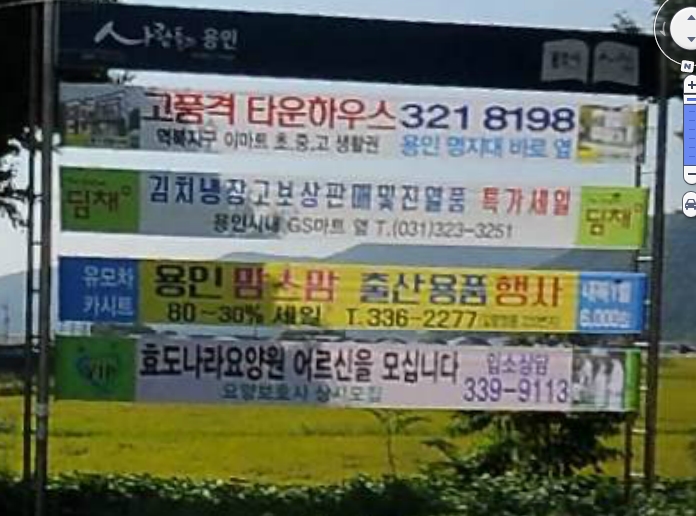 사람들의 용인
고품격 타운하우스 321 8198
역북지구 이마트 초.중.고 생활권 용인 명지대 바로 옆
딤채 김치냉장고보상판매및진열품 특가세일 딤채
용인시내 GS마트 옆 T.(031)323-3251
유모차 카시트
용인 맘스맘 출산용품 행사
80~30% 세일 T.336-2277
VIP 효도나라요양원 어르신을 모십니다 입소상담
요양보호사 상시모집 339-9113